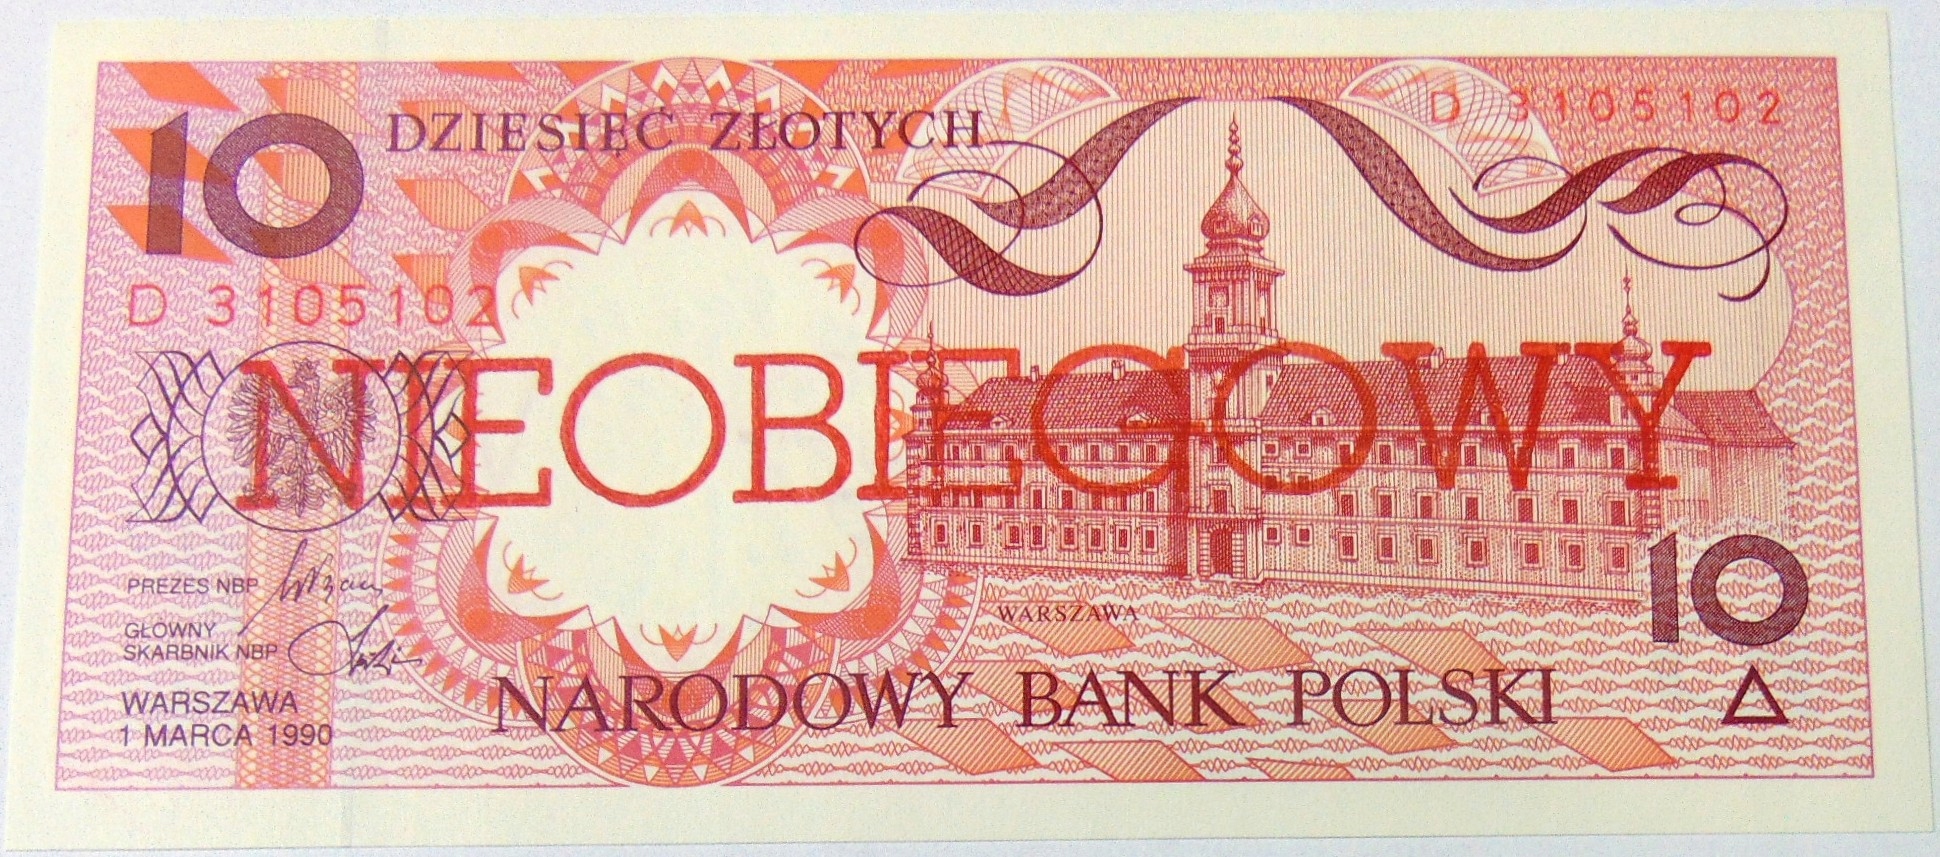 10 DZIESIĘĆ ZŁOTYCH
D 3105102
D 3105102
NIEOBIEGOWY
PREZES NBP
GŁÓWNY
SKARBNIK NBP
WARSZAWA
1 MARCA 1990
WARSZAWA
10
NARODOWY BANK POLSKI